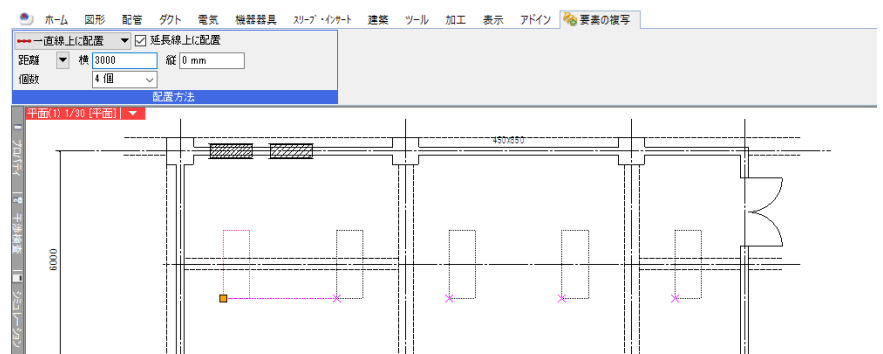 ホーム 図形 配管 ダクト 電気 機器器具 スリーブ・インサート 建築 ツール 加工 表示 アドイン 要素の複写
一直線上に配置 延長線上に配置
距離 横 3000 縦 0 mm
個数 4 個
配置方法
平面(1) 1/30 [平面]
450X850
プロパティ
干渉検査
シミュレーション
6000